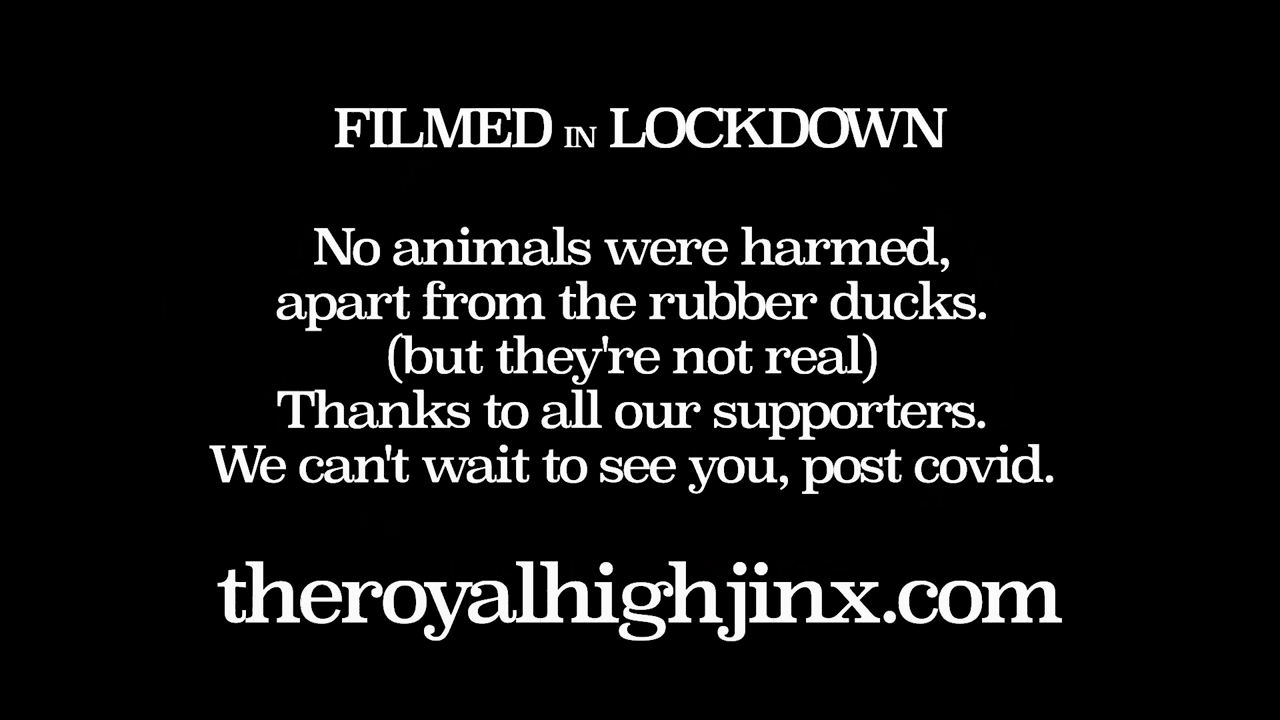 FILMED IN LOCKDOWN
No animals were harmed,
apart from the rubber ducks.
(but they're not real)
Thanks to all our supporters.
We can't wait to see you, post covid.
theroyalhighjinx.com